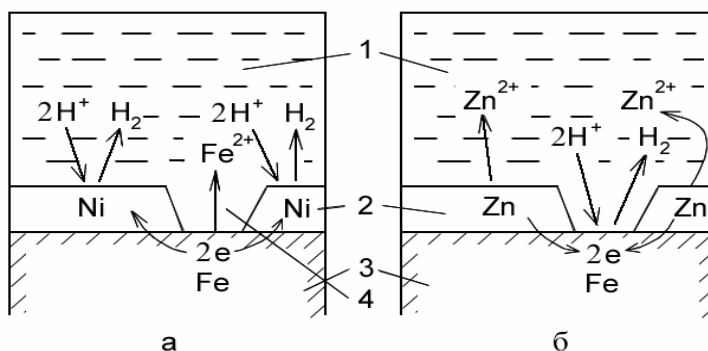 1
2H⁺ H₂ 2H⁺ H₂
Fe²⁺
Ni Ni
2e
Fe
а
Zn²⁺ Zn²⁺
2H⁺ H₂
Zn Zn
2e
Fe
б
2
3
4